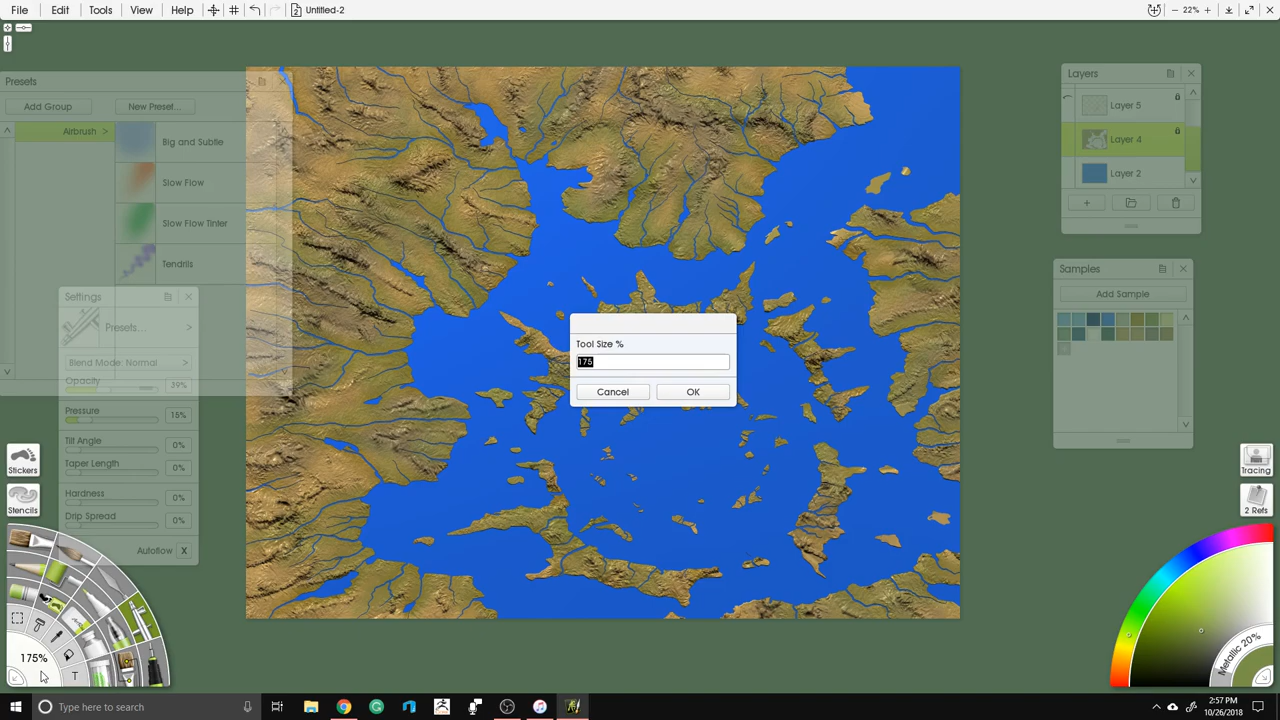 File Edit Tools View Help 2 Untitled-2 22%
Presets
Add Group New Preset...
Airbrush > Big and Subtle
Slow Flow
Slow Flow Tinter
Tendrils
Settings
Presets... >
Blend Mode: Normal >
Opacity 39%
Pressure 15%
Tilt Angle 0%
Taper Length 0%
Hardness 0%
Drip Spread 0%
Autoflow X
Stickers
Stencils
175%
T
Tool Size %
175
Cancel OK
Layers
Layer 5
Layer 4
Layer 2
Samples
Add Sample
Tracing
2 Refs
Metallic 20%
Type here to search
2:57 PM
10/26/2018